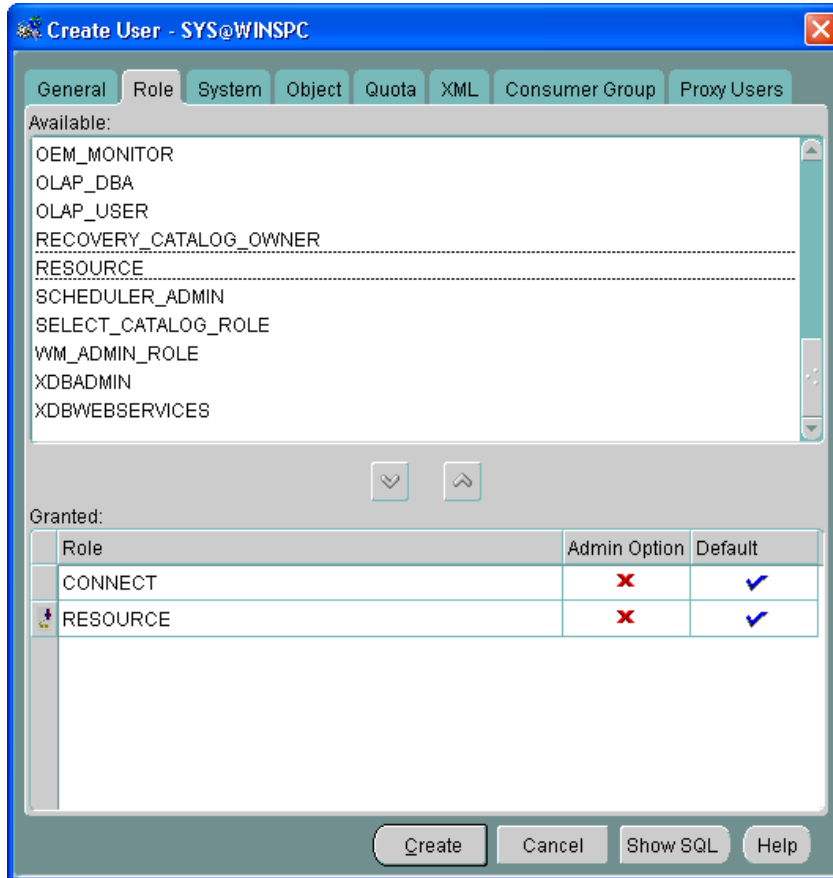 Create User - SYS@WINSPC
General Role System Object Quota XML Consumer Group Proxy Users
Available:
OEM_MONITOR
OLAP_DBA
OLAP_USER
RECOVERY_CATALOG_OWNER
RESOURCE
SCHEDULER_ADMIN
SELECT_CATALOG_ROLE
WM_ADMIN_ROLE
XDBADMIN
XDBWEBSERVICES
Granted:
Role Admin Option Default
CONNECT
RESOURCE
Create Cancel Show SQL Help